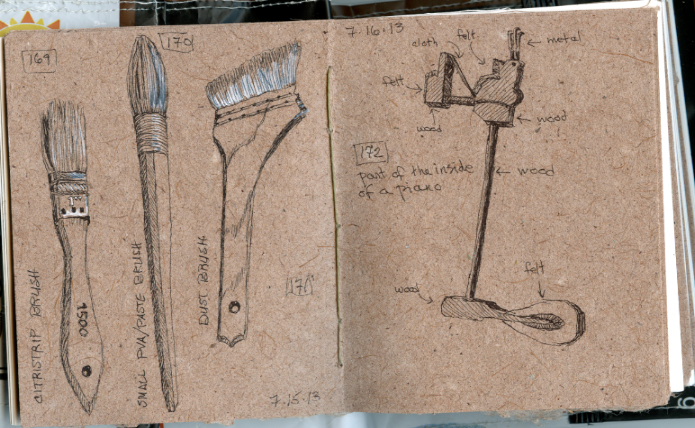 169
1"
1500
CITRISTRIP BRUSH
170
SMALL PVA/PASTE BRUSH
DUST BRUSH
171
7.15.13
7.16.13
cloth
felt
metal
felt
wood
wood
172
part of the inside
of a piano
wood
wood
felt